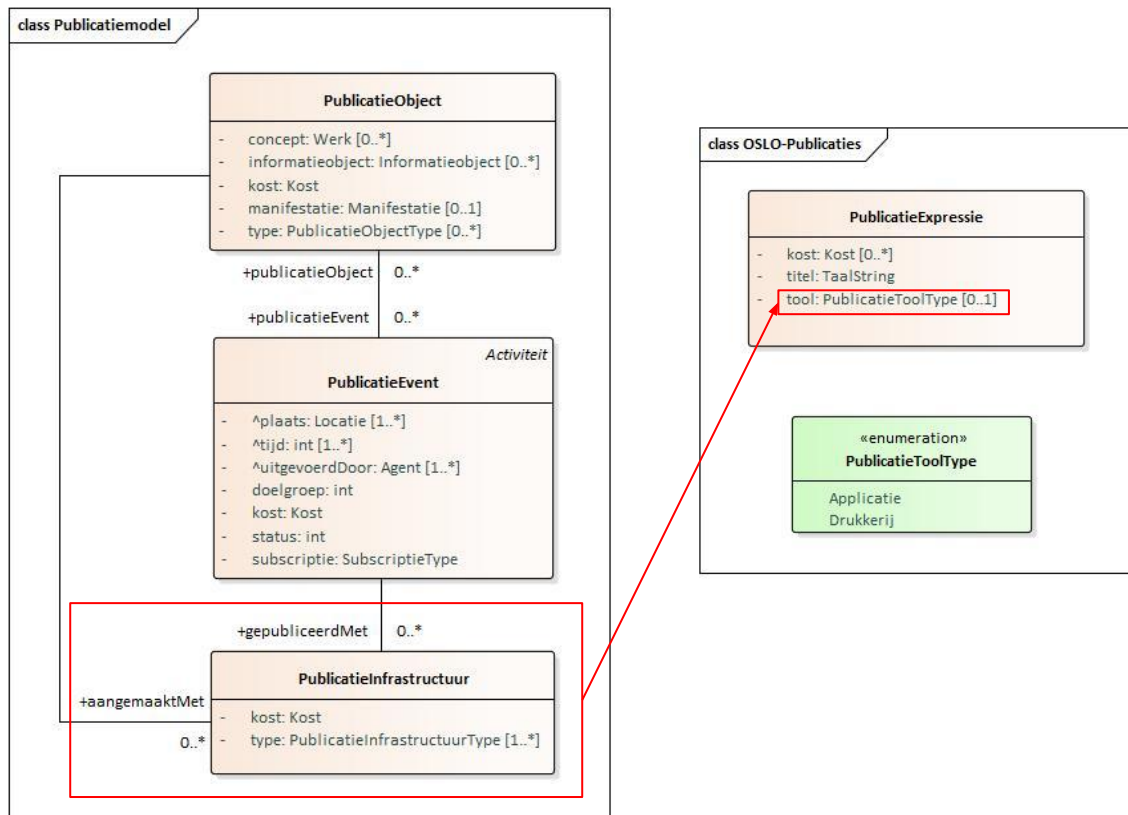 class Publicatiemodel
PublicatieObject
- concept: Werk [0..*]
- informatieobject: Informatieobject [0..*]
- kost: Kost
- manifestatie: Manifestatie [0..1]
- type: PublicatieObjectType [0..*]
+publicatieObject 0..*
+publicatieEvent 0..*
Activiteit
PublicatieEvent
- ^plaats: Locatie [1..*]
- ^tijd: int [1..*]
- ^uitgevoerdDoor: Agent [1..*]
- doelgroep: int
- kost: Kost
- status: int
- subscriptie: SubscriptieType
+gepubliceerdMet 0..*
PublicatieInfrastructuur
+aangemaaktMet
0..*
- kost: Kost
- type: PublicatieInfrastructuurType [1..*]
class OSLO-Publicaties
PublicatieExpressie
- kost: Kost [0..*]
- titel: TaalString
- tool: PublicatieToolType [0..1]
«enumeration»
PublicatieToolType
Applicatie
Drukkerij